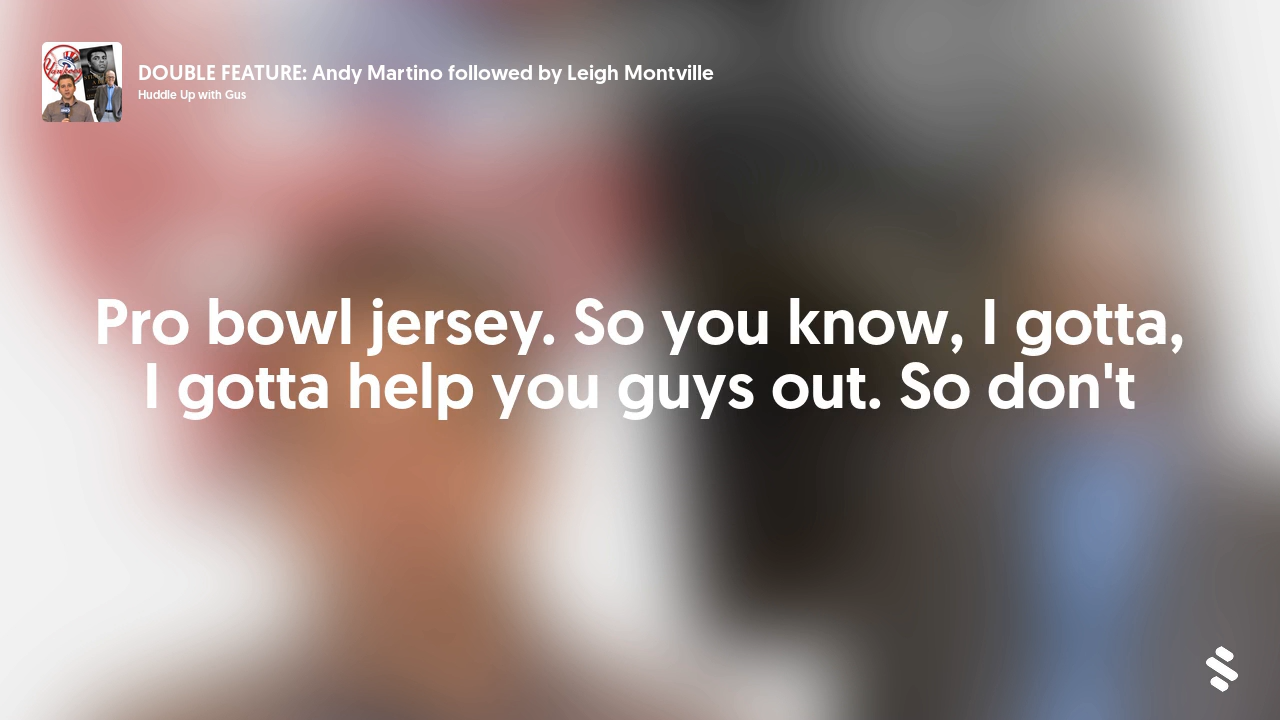 DOUBLE FEATURE: Andy Martino followed by Leigh Montville
Huddle Up with Gus
Pro bowl jersey. So you know, I gotta,
I gotta help you guys out. So don't